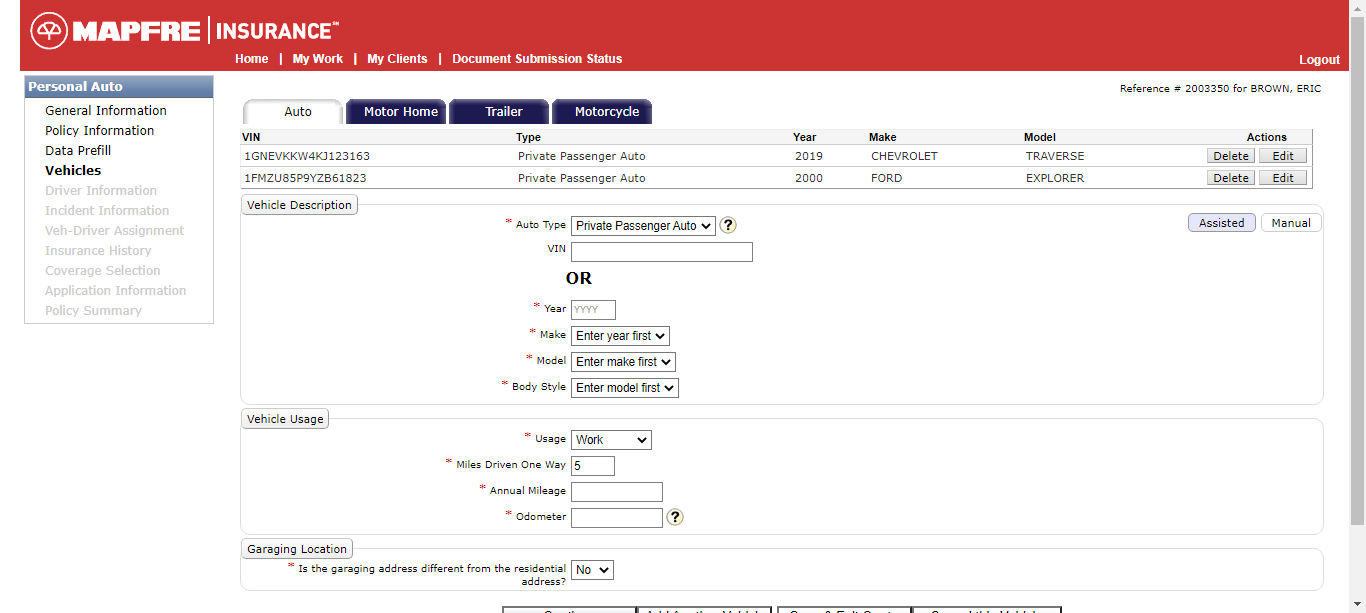 MAPFRE | INSURANCE℠
Home | My Work | My Clients | Document Submission Status
Logout
Personal Auto
General Information
Policy Information
Data Prefill
Vehicles
Driver Information
Incident Information
Veh-Driver Assignment
Insurance History
Coverage Selection
Application Information
Policy Summary
Reference # 2003350 for BROWN, ERIC
Auto Motor Home Trailer Motorcycle
VIN Type Year Make Model Actions
1GNEVKKW4KJ123163 Private Passenger Auto 2019 CHEVROLET TRAVERSE Delete Edit
1FMZU85P9YZB61823 Private Passenger Auto 2000 FORD EXPLORER Delete Edit
Vehicle Description
* Auto Type Private Passenger Auto ? Assisted Manual
VIN
OR
* Year YYYY
* Make Enter year first
* Model Enter make first
* Body Style Enter model first
Vehicle Usage
* Usage Work
* Miles Driven One Way 5
* Annual Mileage
* Odometer ?
Garaging Location
* Is the garaging address different from the residential
address? No